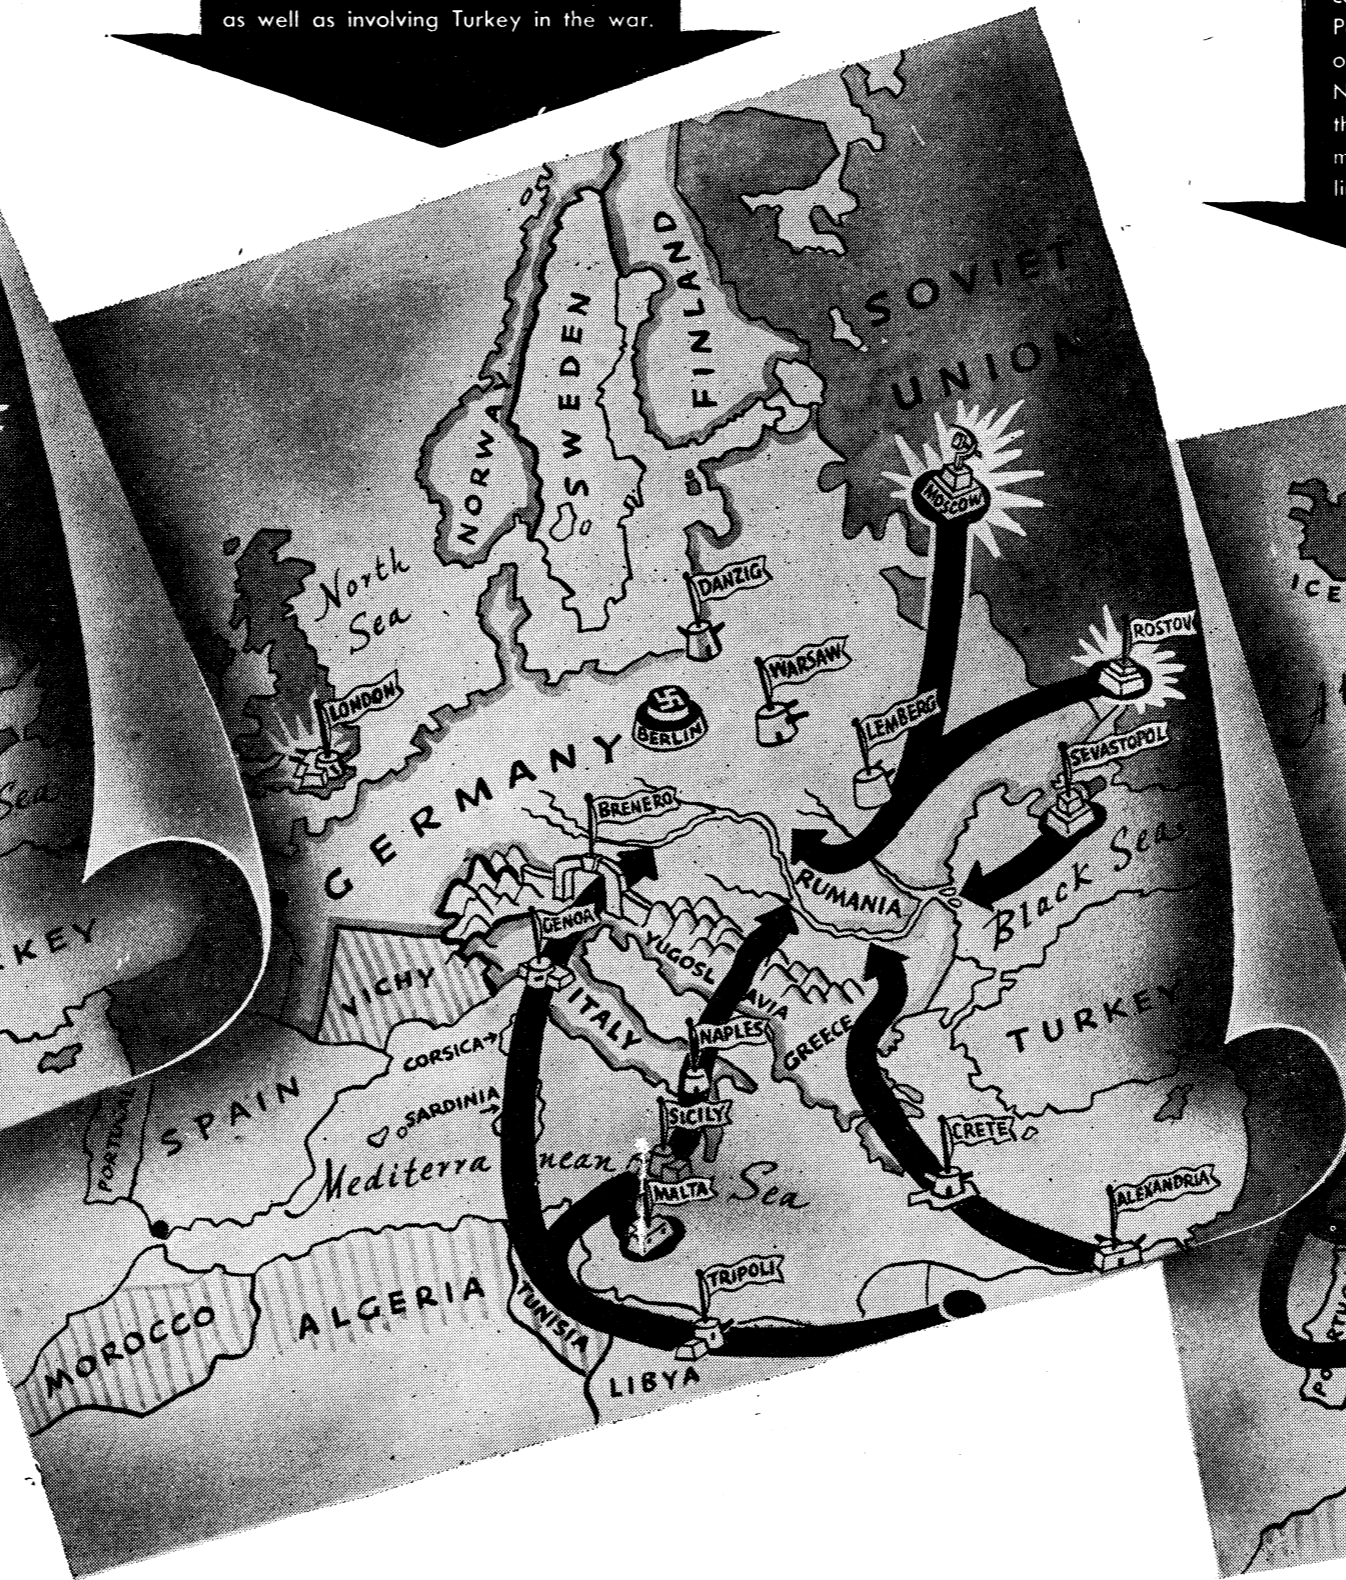 as well as involving Turkey in the war.
SOVIET
UNION
FINLAND
SWEDEN
NORWAY
MOSCOW
North
Sea
DANZIG
ROSTOV
WARSAW
LONDON
BERLIN
LEMBERG
SEVASTOPOL
GERMANY
BRENERO
Black Sea
RUMANIA
GENOA
YUGOSLAVIA
VICHY
ITALY
TURKEY
NAPLES
GREECE
CORSICA
SARDINIA
SPAIN
PORTUGAL
SICILY
CRETE
Mediterranean Sea
MALTA
ALEXANDRIA
TRIPOLI
TUNISIA
ALGERIA
MOROCCO
LIBYA
Sea
KEY
ICE